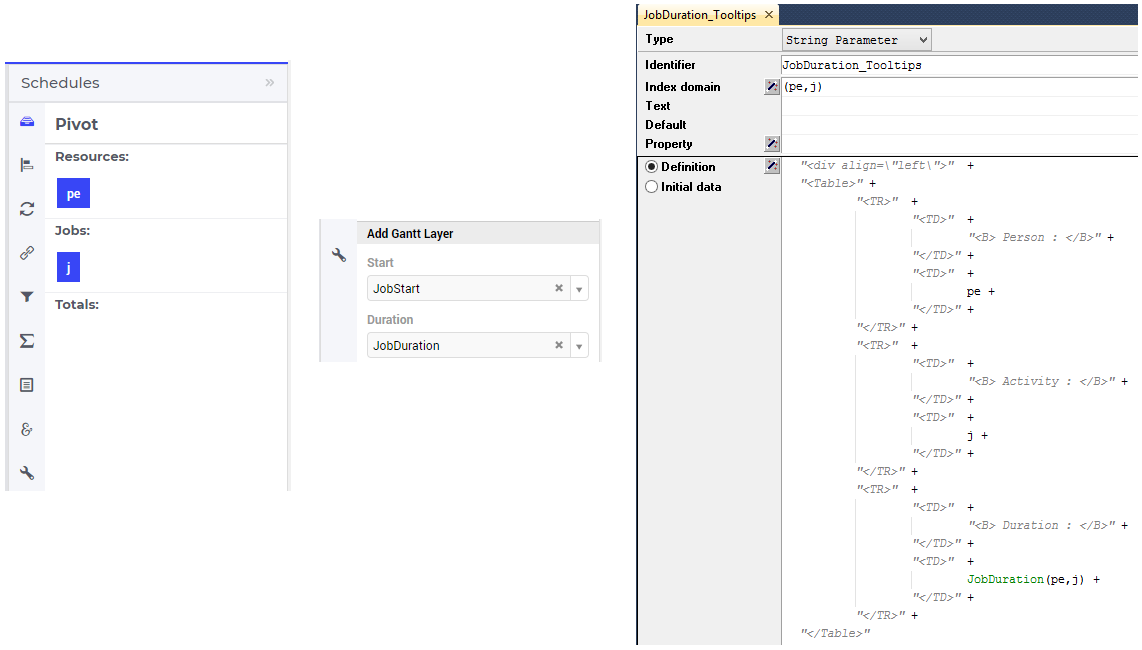 Schedules
Pivot
Resources:
pe
Jobs:
j
Totals:
Add Gantt Layer
Start
JobStart
Duration
JobDuration
JobDuration_Tooltips
Type
String Parameter
Identifier
JobDuration_Tooltips
Index domain
(pe,j)
Text
Default
Property
Definition
Initial data
"<div align=\"left\">" +
"<Table>" +
"<TR>" +
"<TD>" +
"<B> Person : </B>" +
"</TD>" +
"<TD>" +
pe +
"</TD>" +
"</TR>" +
"<TR>" +
"<TD>" +
"<B> Activity : </B>" +
"</TD>" +
"<TD>" +
j +
"</TD>" +
"</TR>" +
"<TR>" +
"<TD>" +
"<B> Duration : </B>" +
"</TD>" +
"<TD>" +
JobDuration(pe,j) +
"</TD>" +
"</TR>" +
"</Table>"